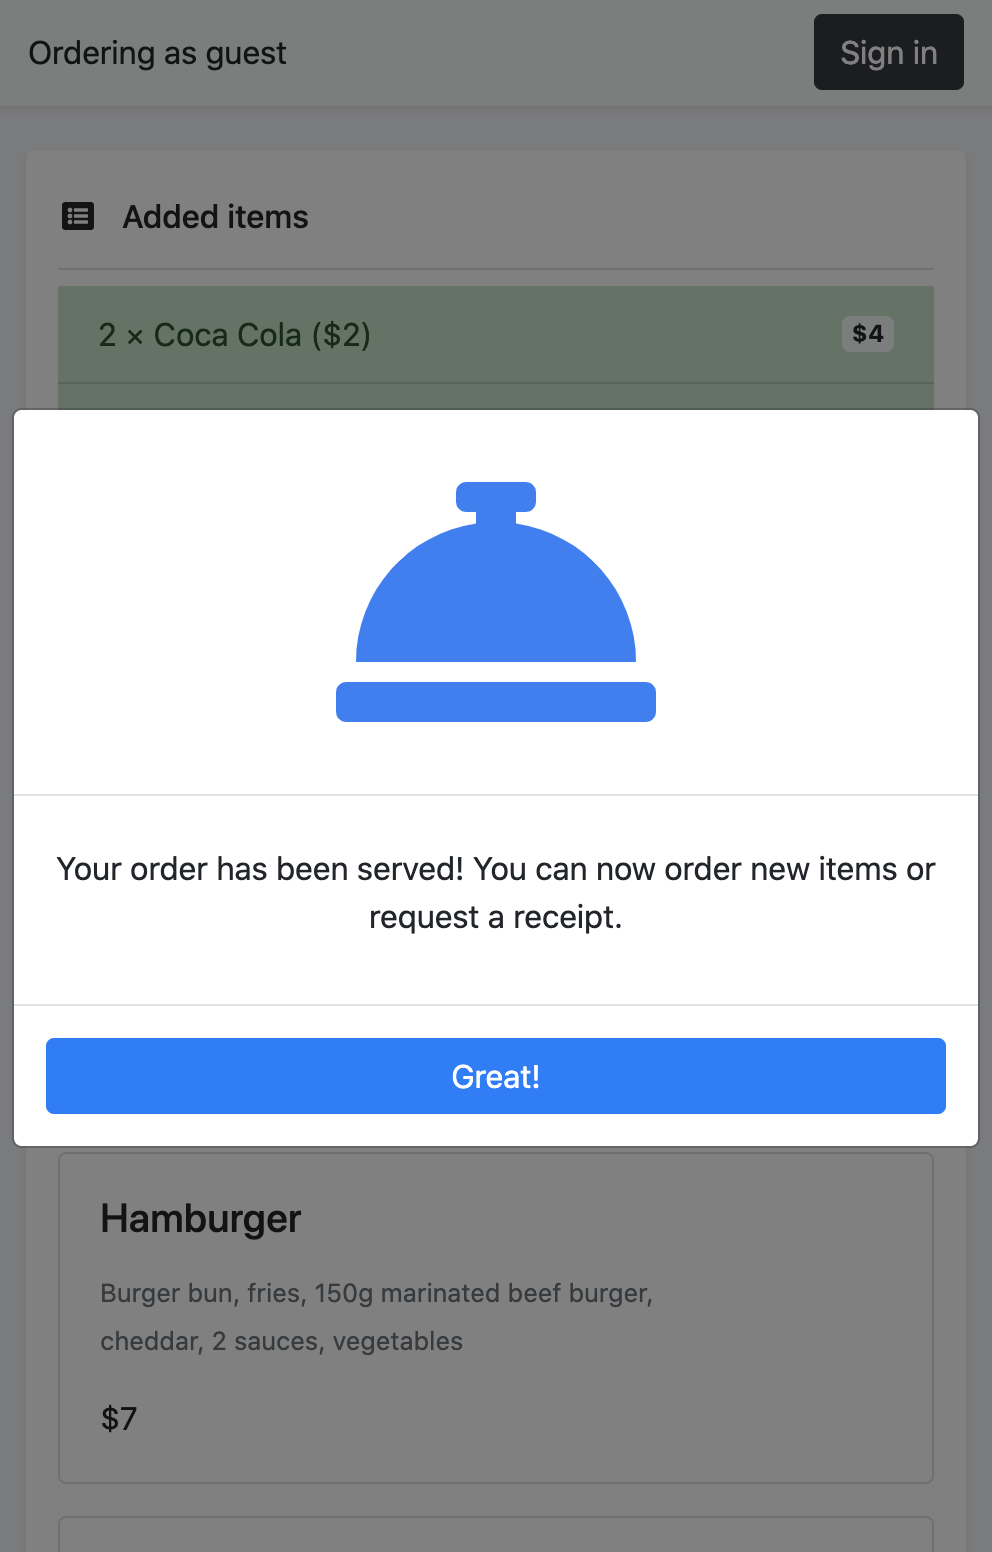 Ordering as guest
Sign in
Added items
2 × Coca Cola ($2)
$4
Your order has been served! You can now order new items or
request a receipt.
Great!
Hamburger
Burger bun, fries, 150g marinated beef burger,
cheddar, 2 sauces, vegetables
$7